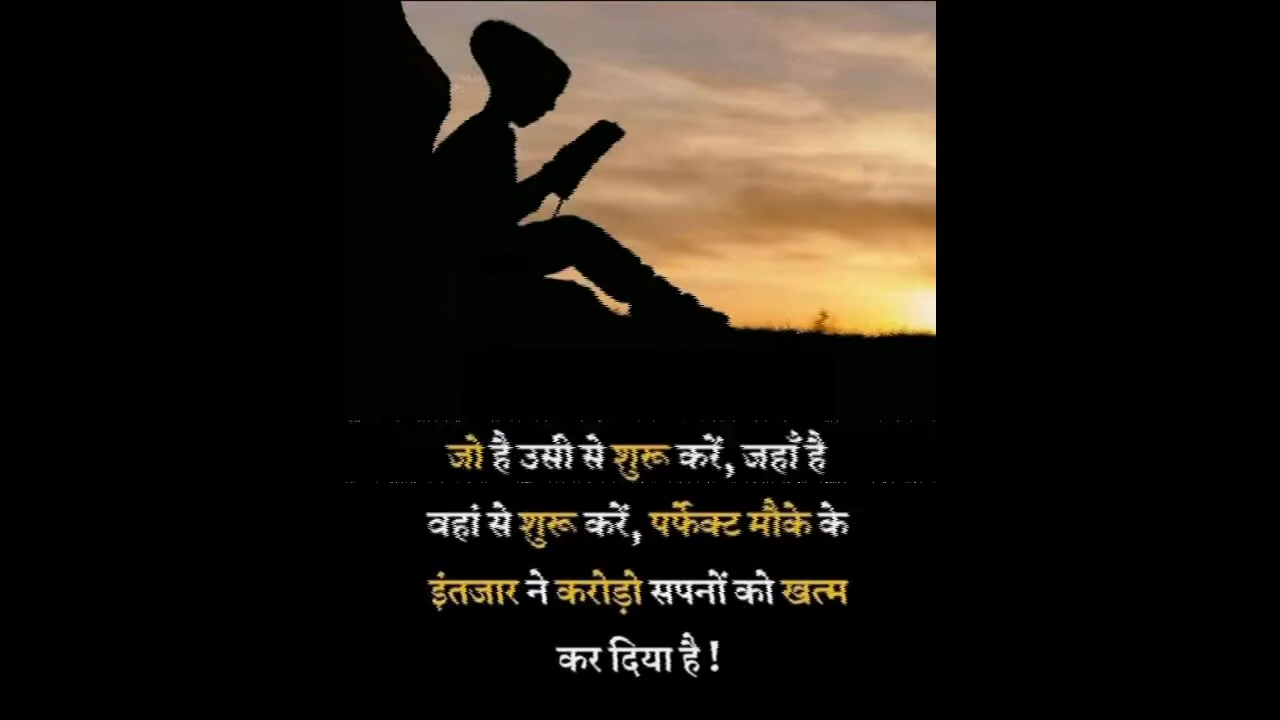 जो है उसी से शुरू करें, जहाँ है
वहां से शुरू करें, पर्फेक्ट मौके के
इंतजार ने करोड़ो सपनों को खत्म
कर दिया है !